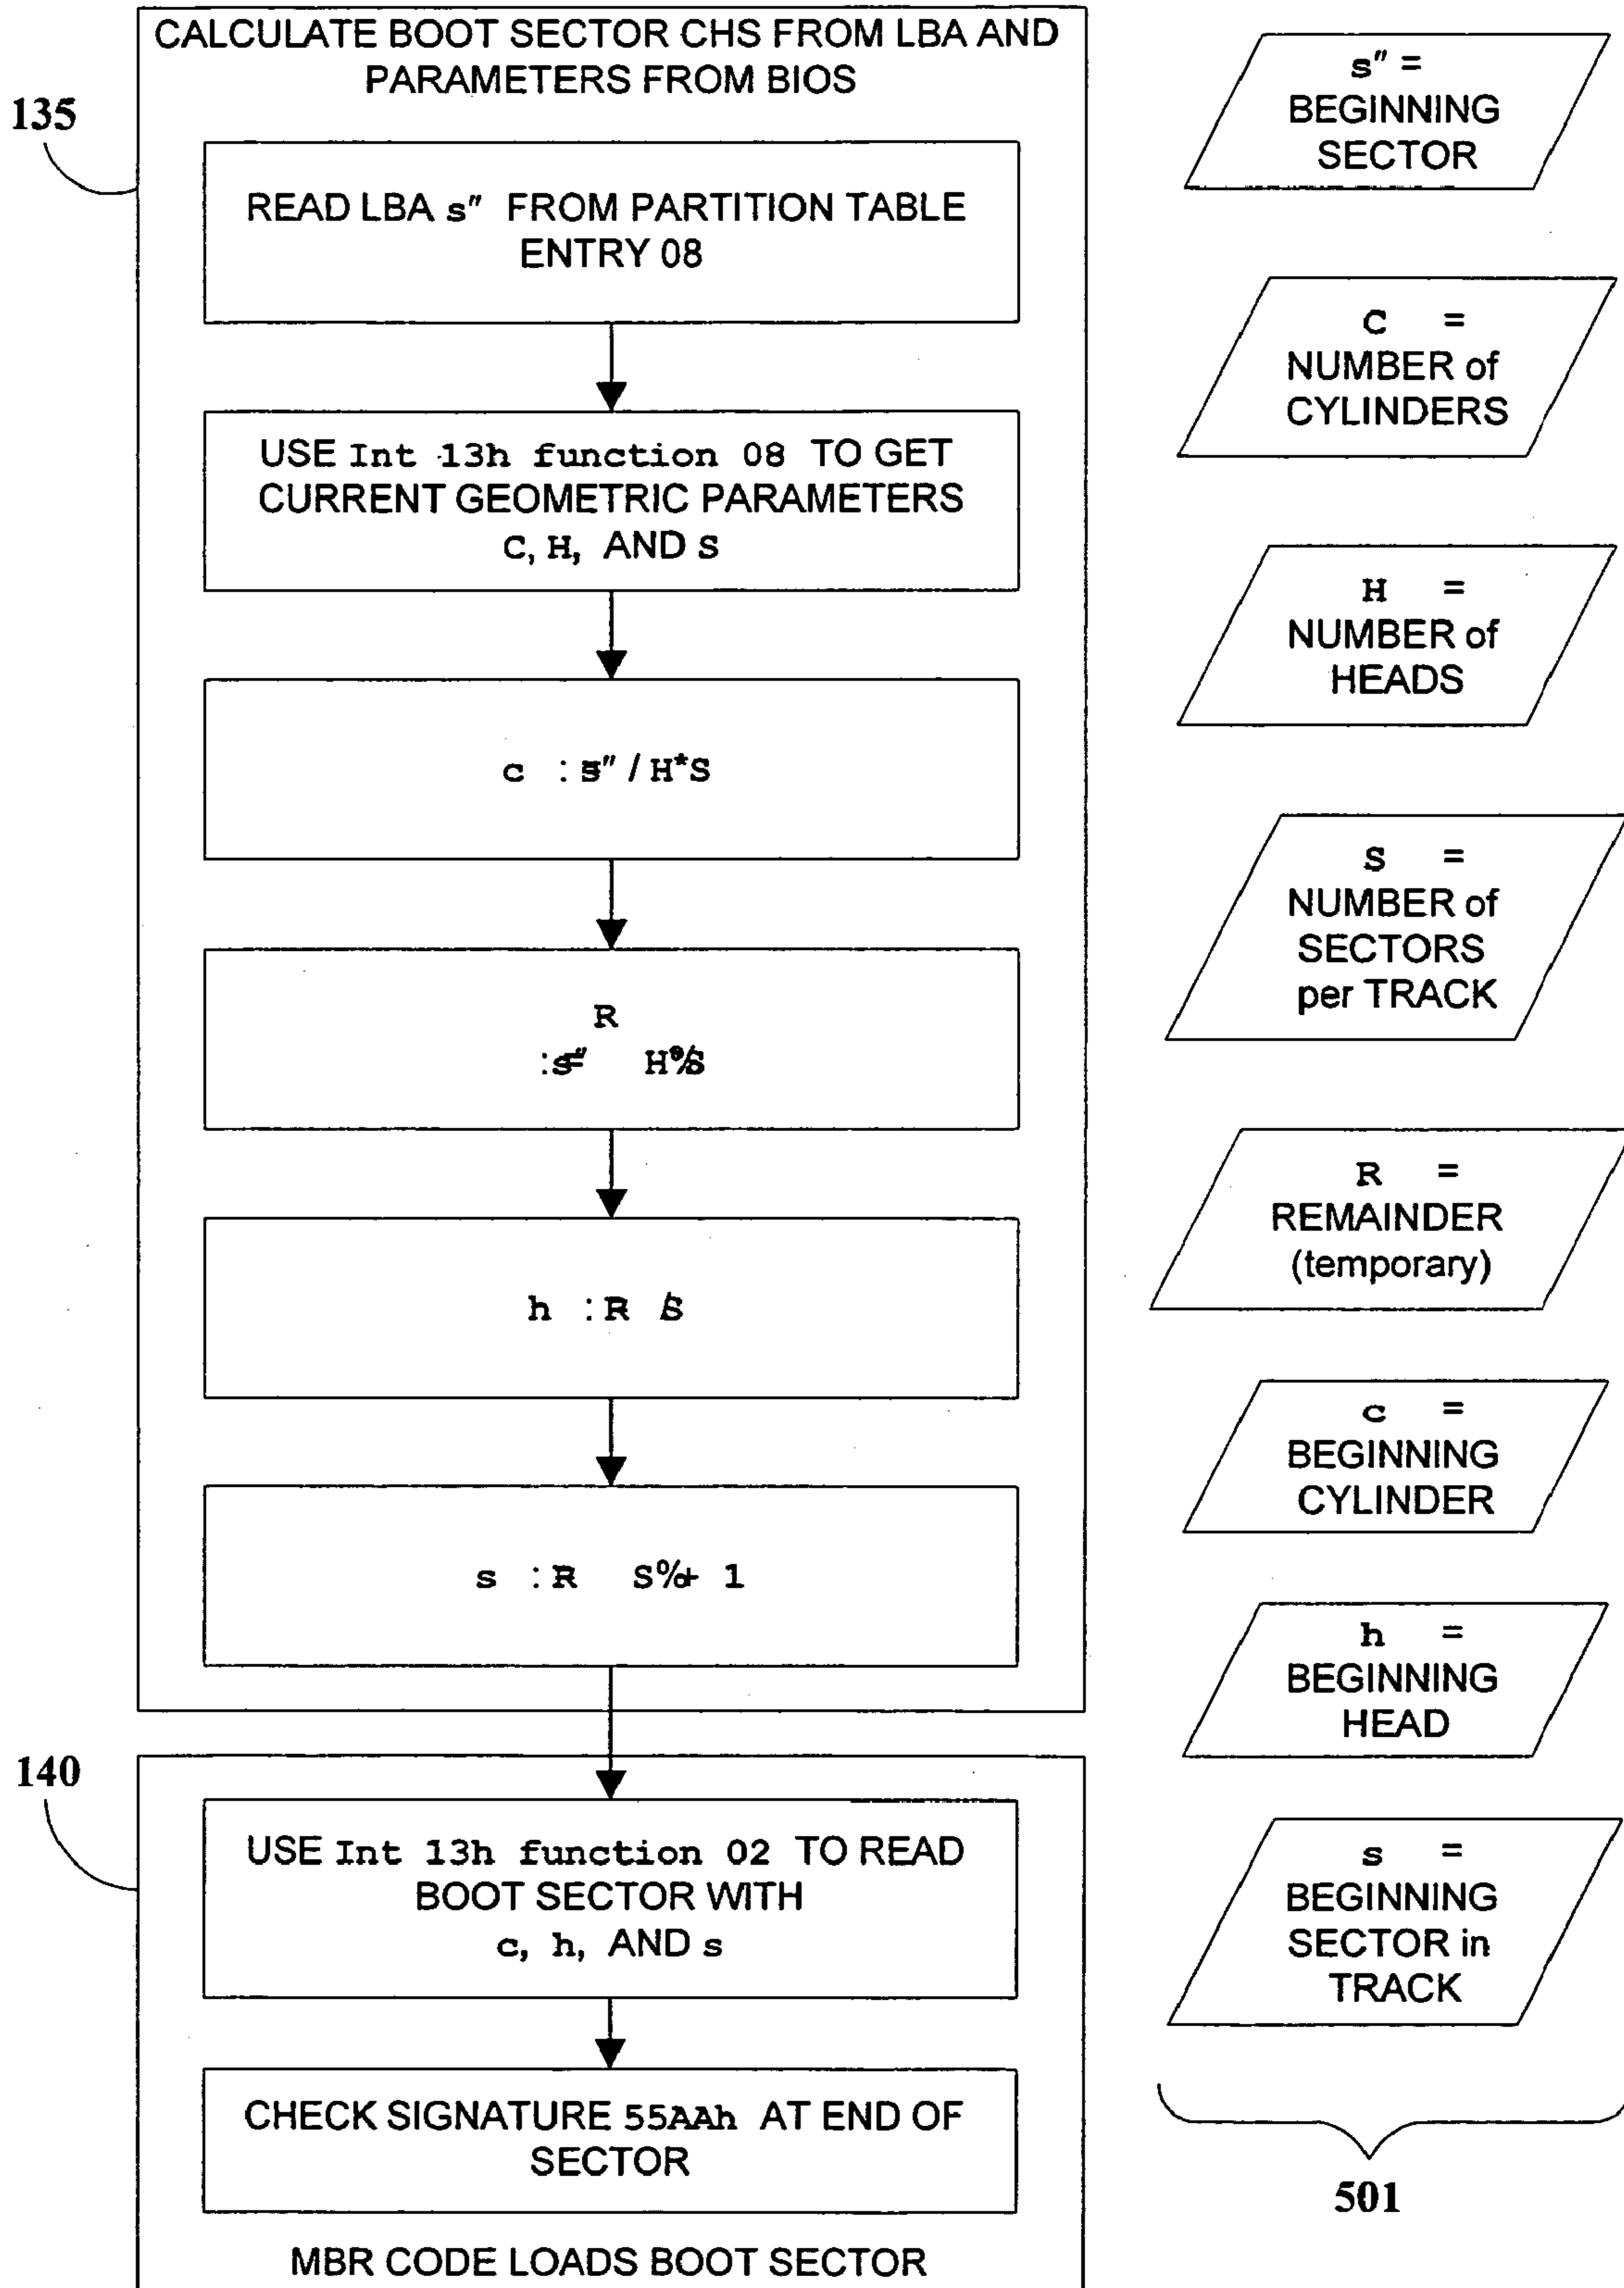 CALCULATE BOOT SECTOR CHS FROM LBA AND
PARAMETERS FROM BIOS
135
READ LBA s" FROM PARTITION TABLE
ENTRY 08
USE Int 13h function 08 TO GET
CURRENT GEOMETRIC PARAMETERS
C, H, AND S
c := s" / H*S
R
:= s" % H*S
h := R / S
s := R % S + 1
140
USE Int 13h function 02 TO READ
BOOT SECTOR WITH
c, h, AND s
CHECK SIGNATURE 55AAh AT END OF
SECTOR
MBR CODE LOADS BOOT SECTOR
s" =
BEGINNING
SECTOR
C =
NUMBER of
CYLINDERS
H =
NUMBER of
HEADS
S =
NUMBER of
SECTORS
per TRACK
R =
REMAINDER
(temporary)
c =
BEGINNING
CYLINDER
h =
BEGINNING
HEAD
s =
BEGINNING
SECTOR in
TRACK
501